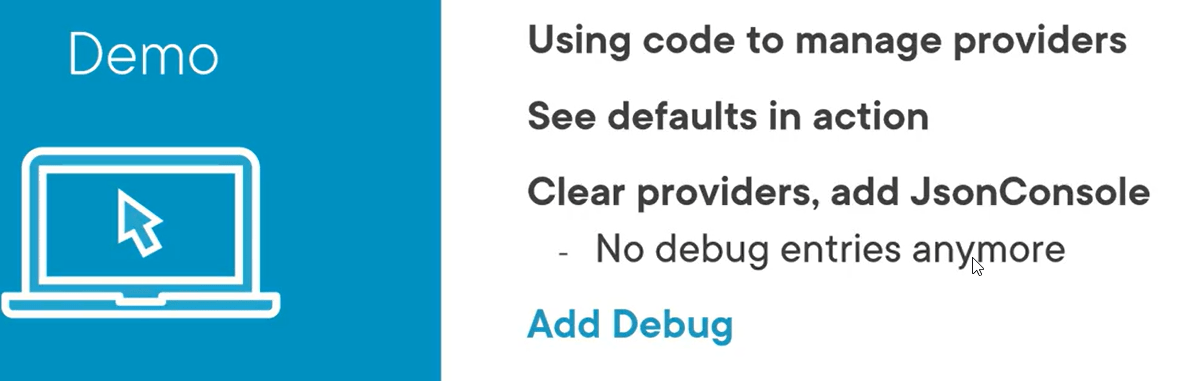 Demo
Using code to manage providers
See defaults in action
Clear providers, add JsonConsole
- No debug entries anymore
Add Debug